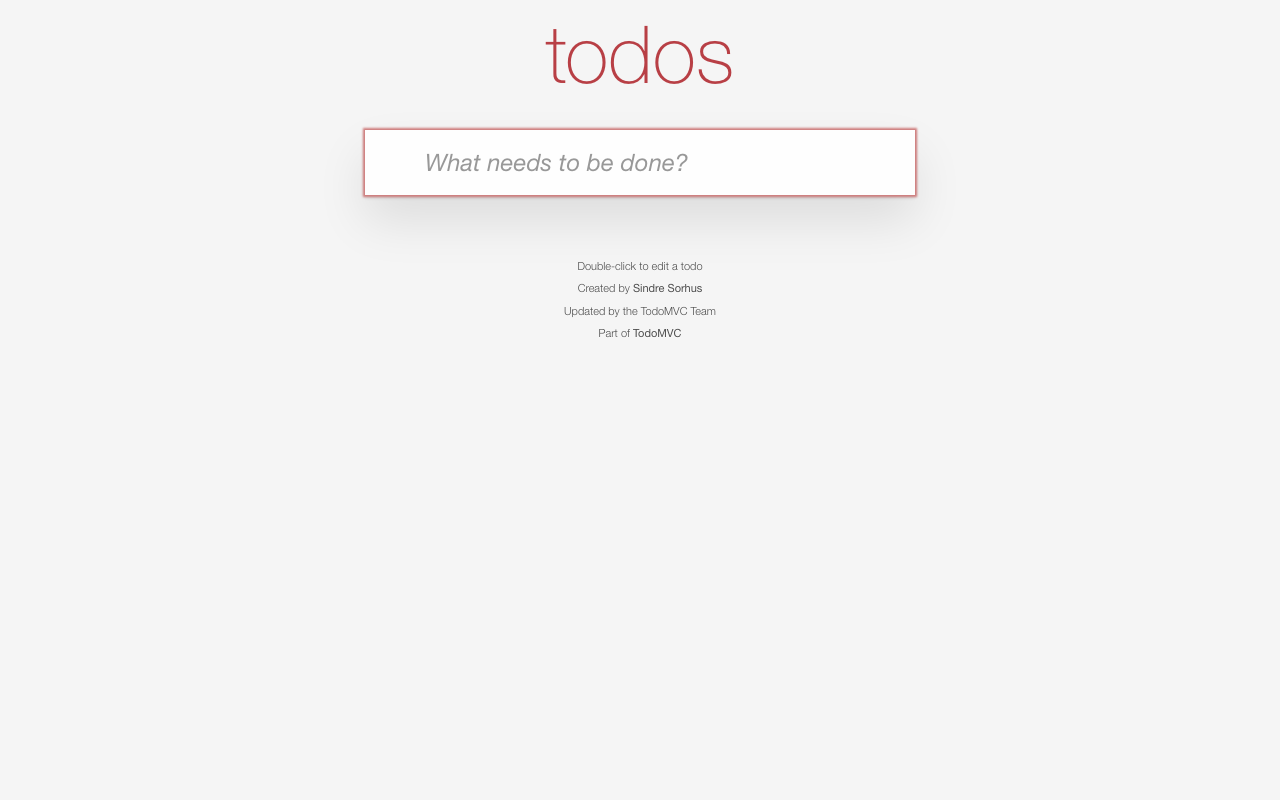 todos
What needs to be done?
Double-click to edit a todo
Created by Sindre Sorhus
Updated by the TodoMVC Team
Part of TodoMVC